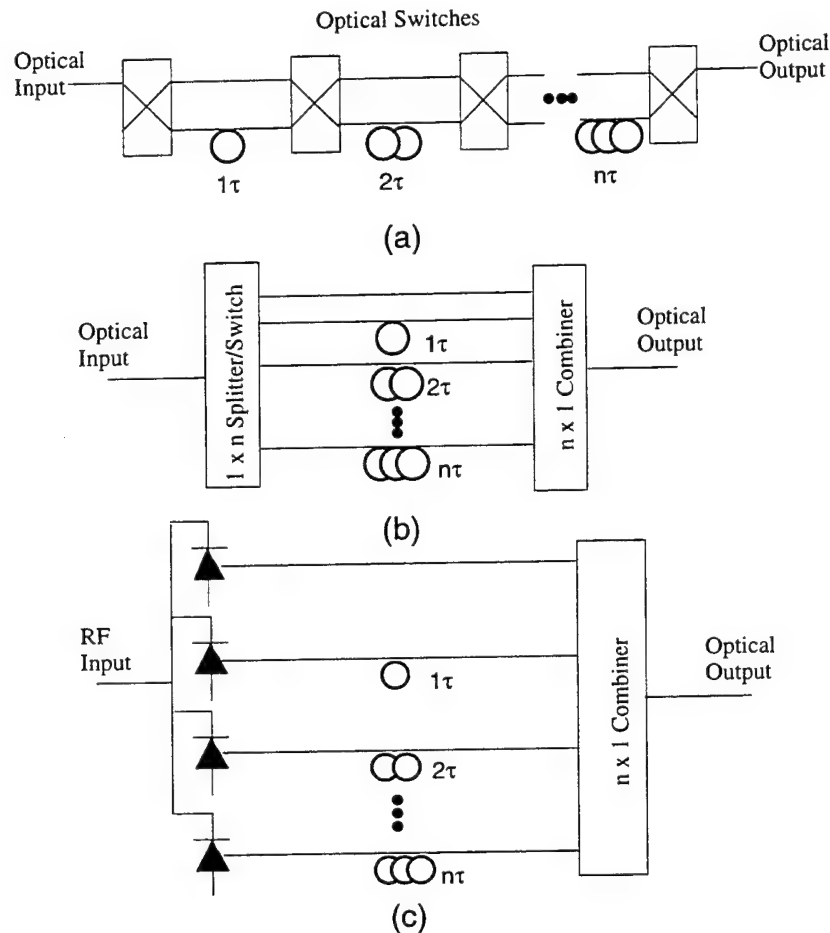 Optical Switches
Optical
Input
Optical
Output
1τ
2τ
nτ
(a)
Optical
Input
1 x n Splitter/Switch
1τ
2τ
nτ
n x 1 Combiner
Optical
Output
(b)
RF
Input
1τ
2τ
nτ
n x 1 Combiner
Optical
Output
(c)